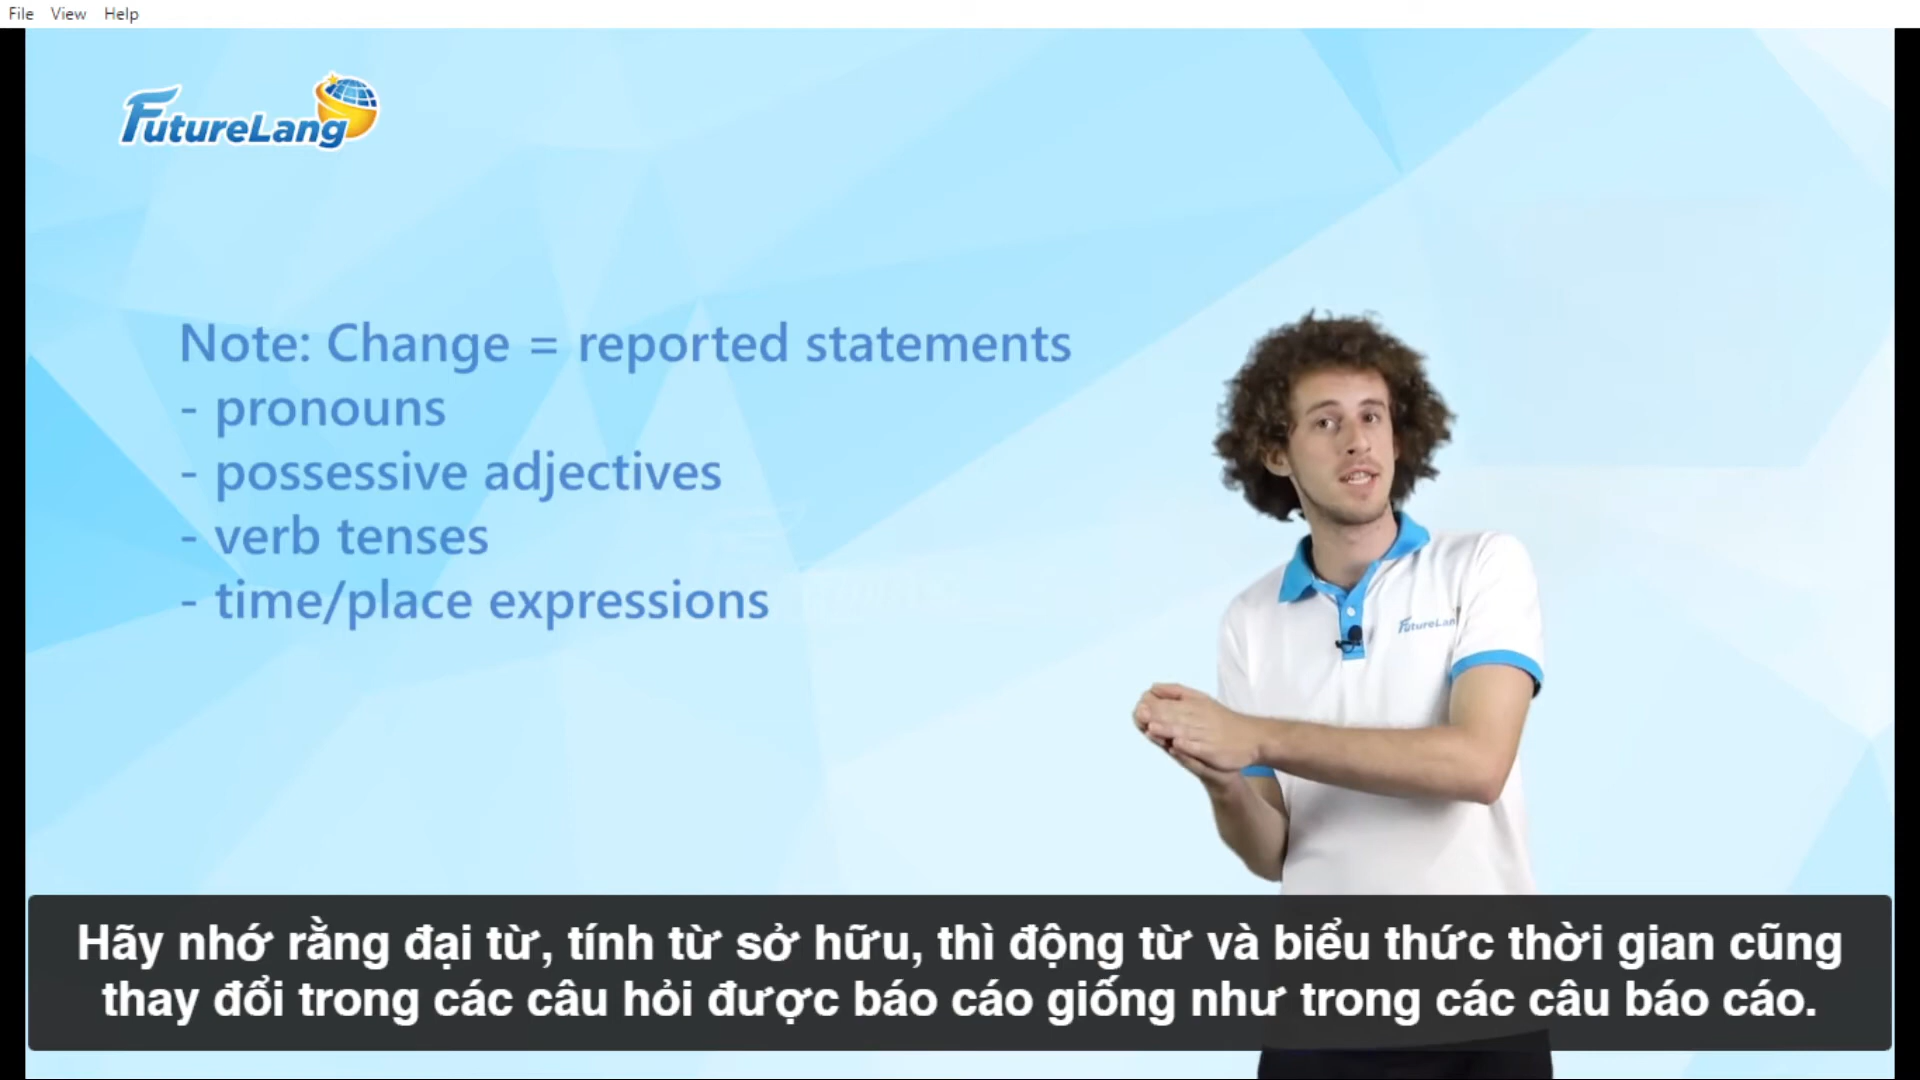 File View Help
FutureLang
Note: Change = reported statements
- pronouns
- possessive adjectives
- verb tenses
- time/place expressions
FutureLan
Hãy nhớ rằng đại từ, tính từ sở hữu, thì động từ và biểu thức thời gian cũng
thay đổi trong các câu hỏi được báo cáo giống như trong các câu báo cáo.